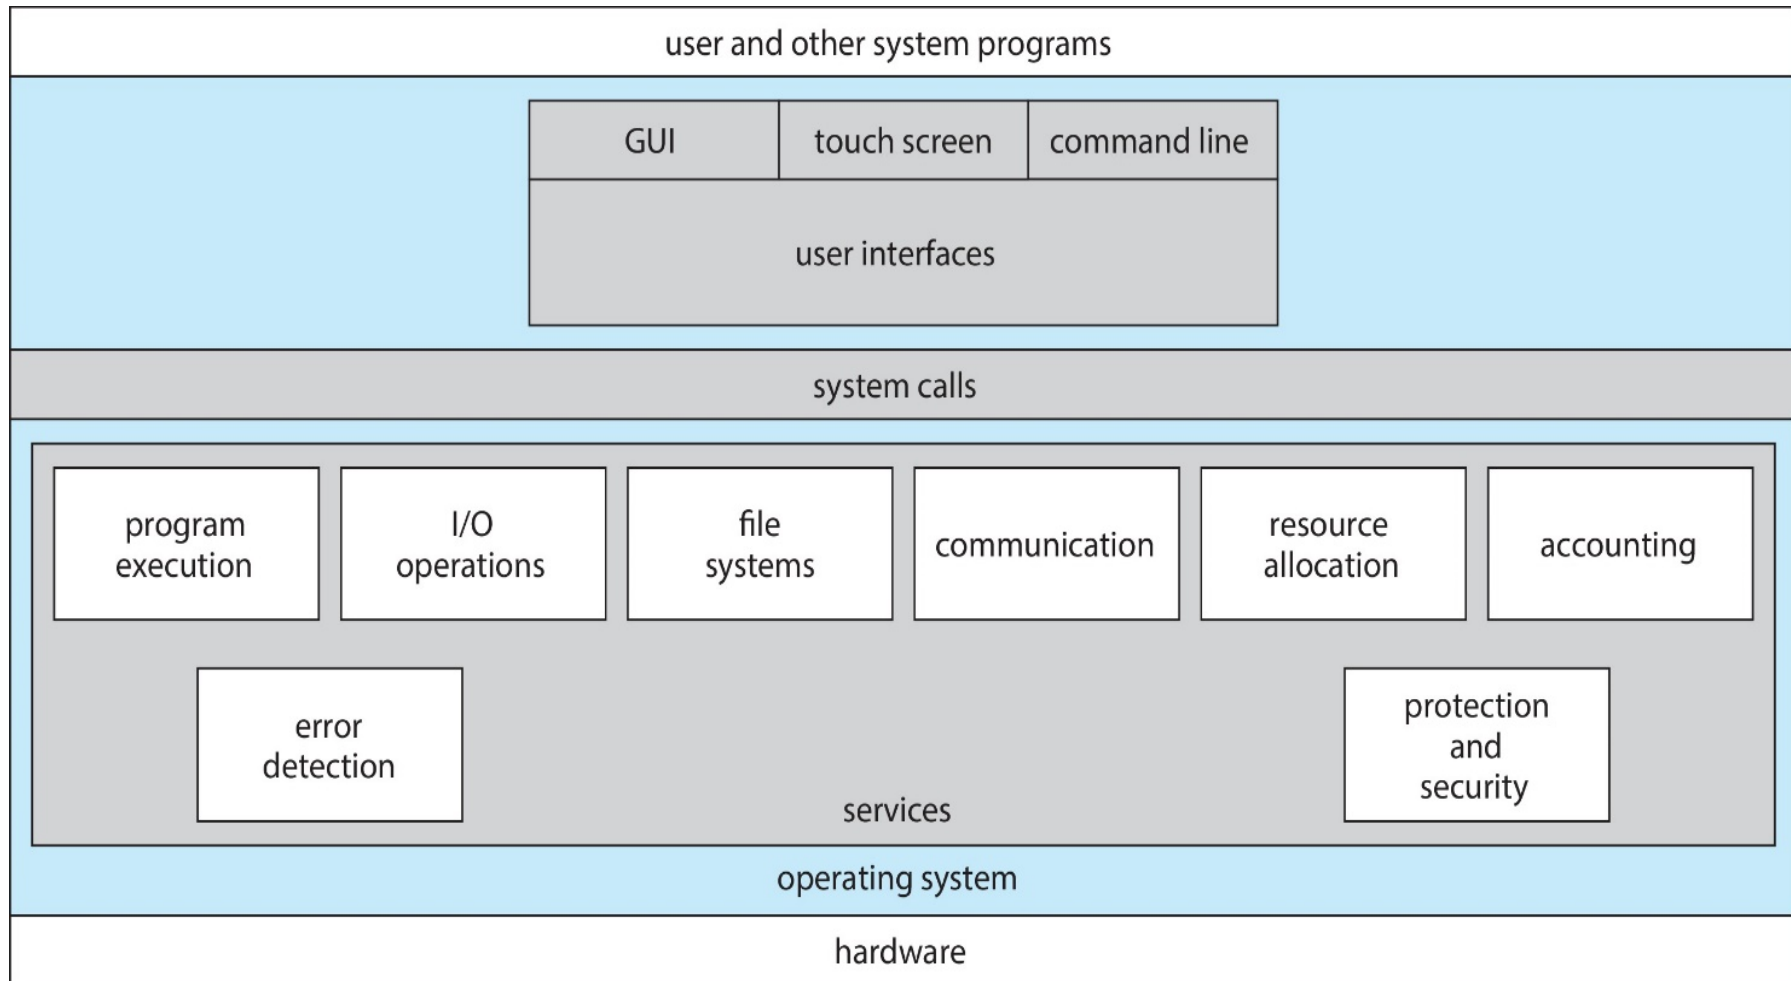 user and other system programs
GUI
touch screen
command line
user interfaces
system calls
program
execution
I/O
operations
file
systems
communication
resource
allocation
accounting
error
detection
protection
and
security
services
operating system
hardware